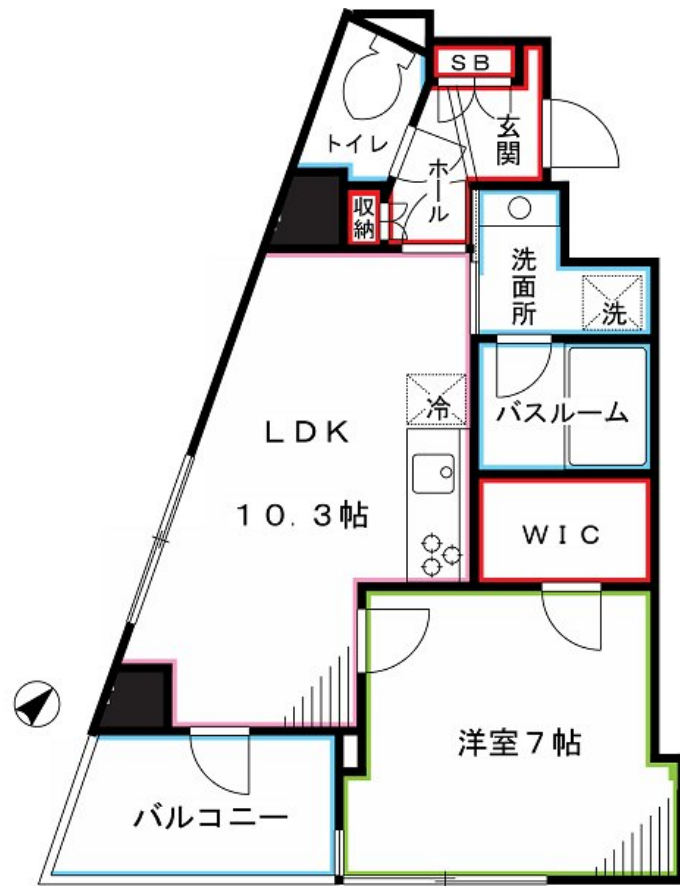 SB
玄関
トイレ
ホール
収納
洗面所
洗
冷
バスルーム
LDK
10.3帖
WIC
洋室7帖
バルコニー